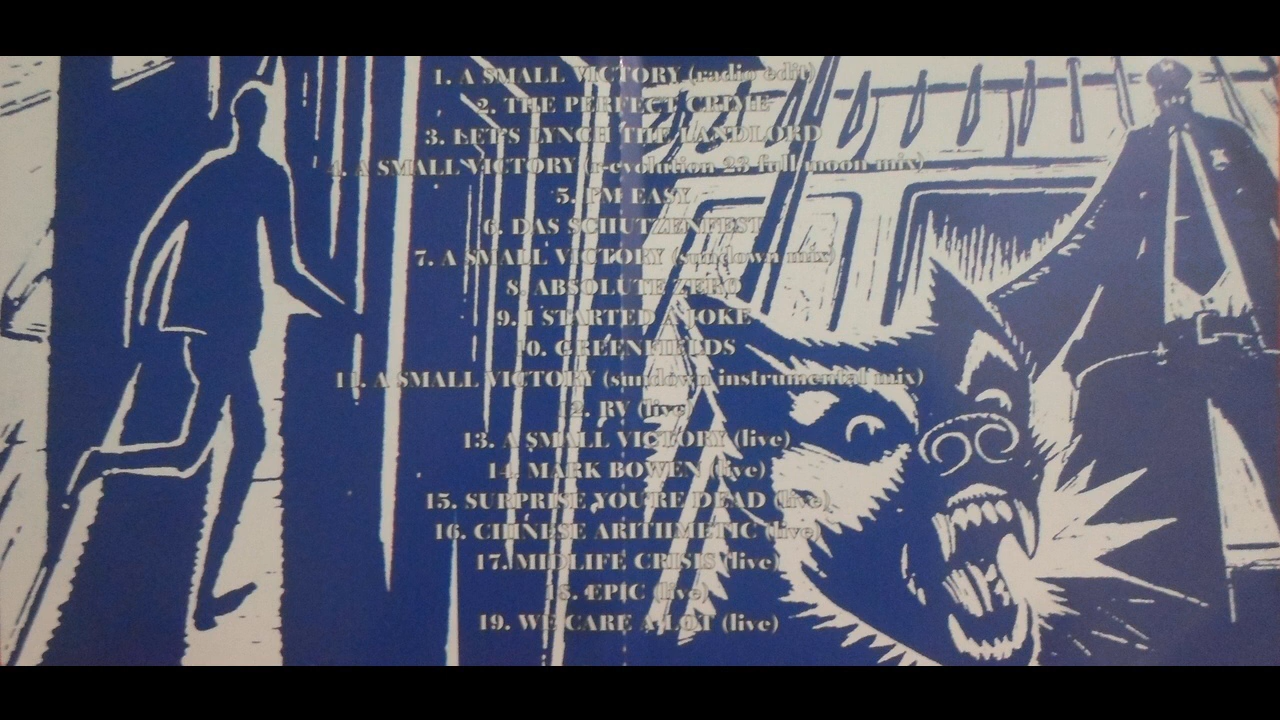 1. A SMALL VICTORY (radio edit)
2. THE PERFECT CRIME
3. LET'S LYNCH THE LANDLORD
4. A SMALL VICTORY (r-evolution 23 full moon mix)
5. I'M EASY
6. DAS SCHUTZENFEST
7. A SMALL VICTORY (sundown mix)
8. ABSOLUTE ZERO
9. I STARTED A JOKE
10. GREENFIELDS
11. A SMALL VICTORY (sundown instrumental mix)
12. RV (live)
13. A SMALL VICTORY (live)
14. MARK BOWEN (live)
15. SURPRISE YOU'RE DEAD (live)
16. CHINESE ARITHMETIC (live)
17. MIDLIFE CRISIS (live)
18. EPIC (live)
19. WE CARE A LOT (live)